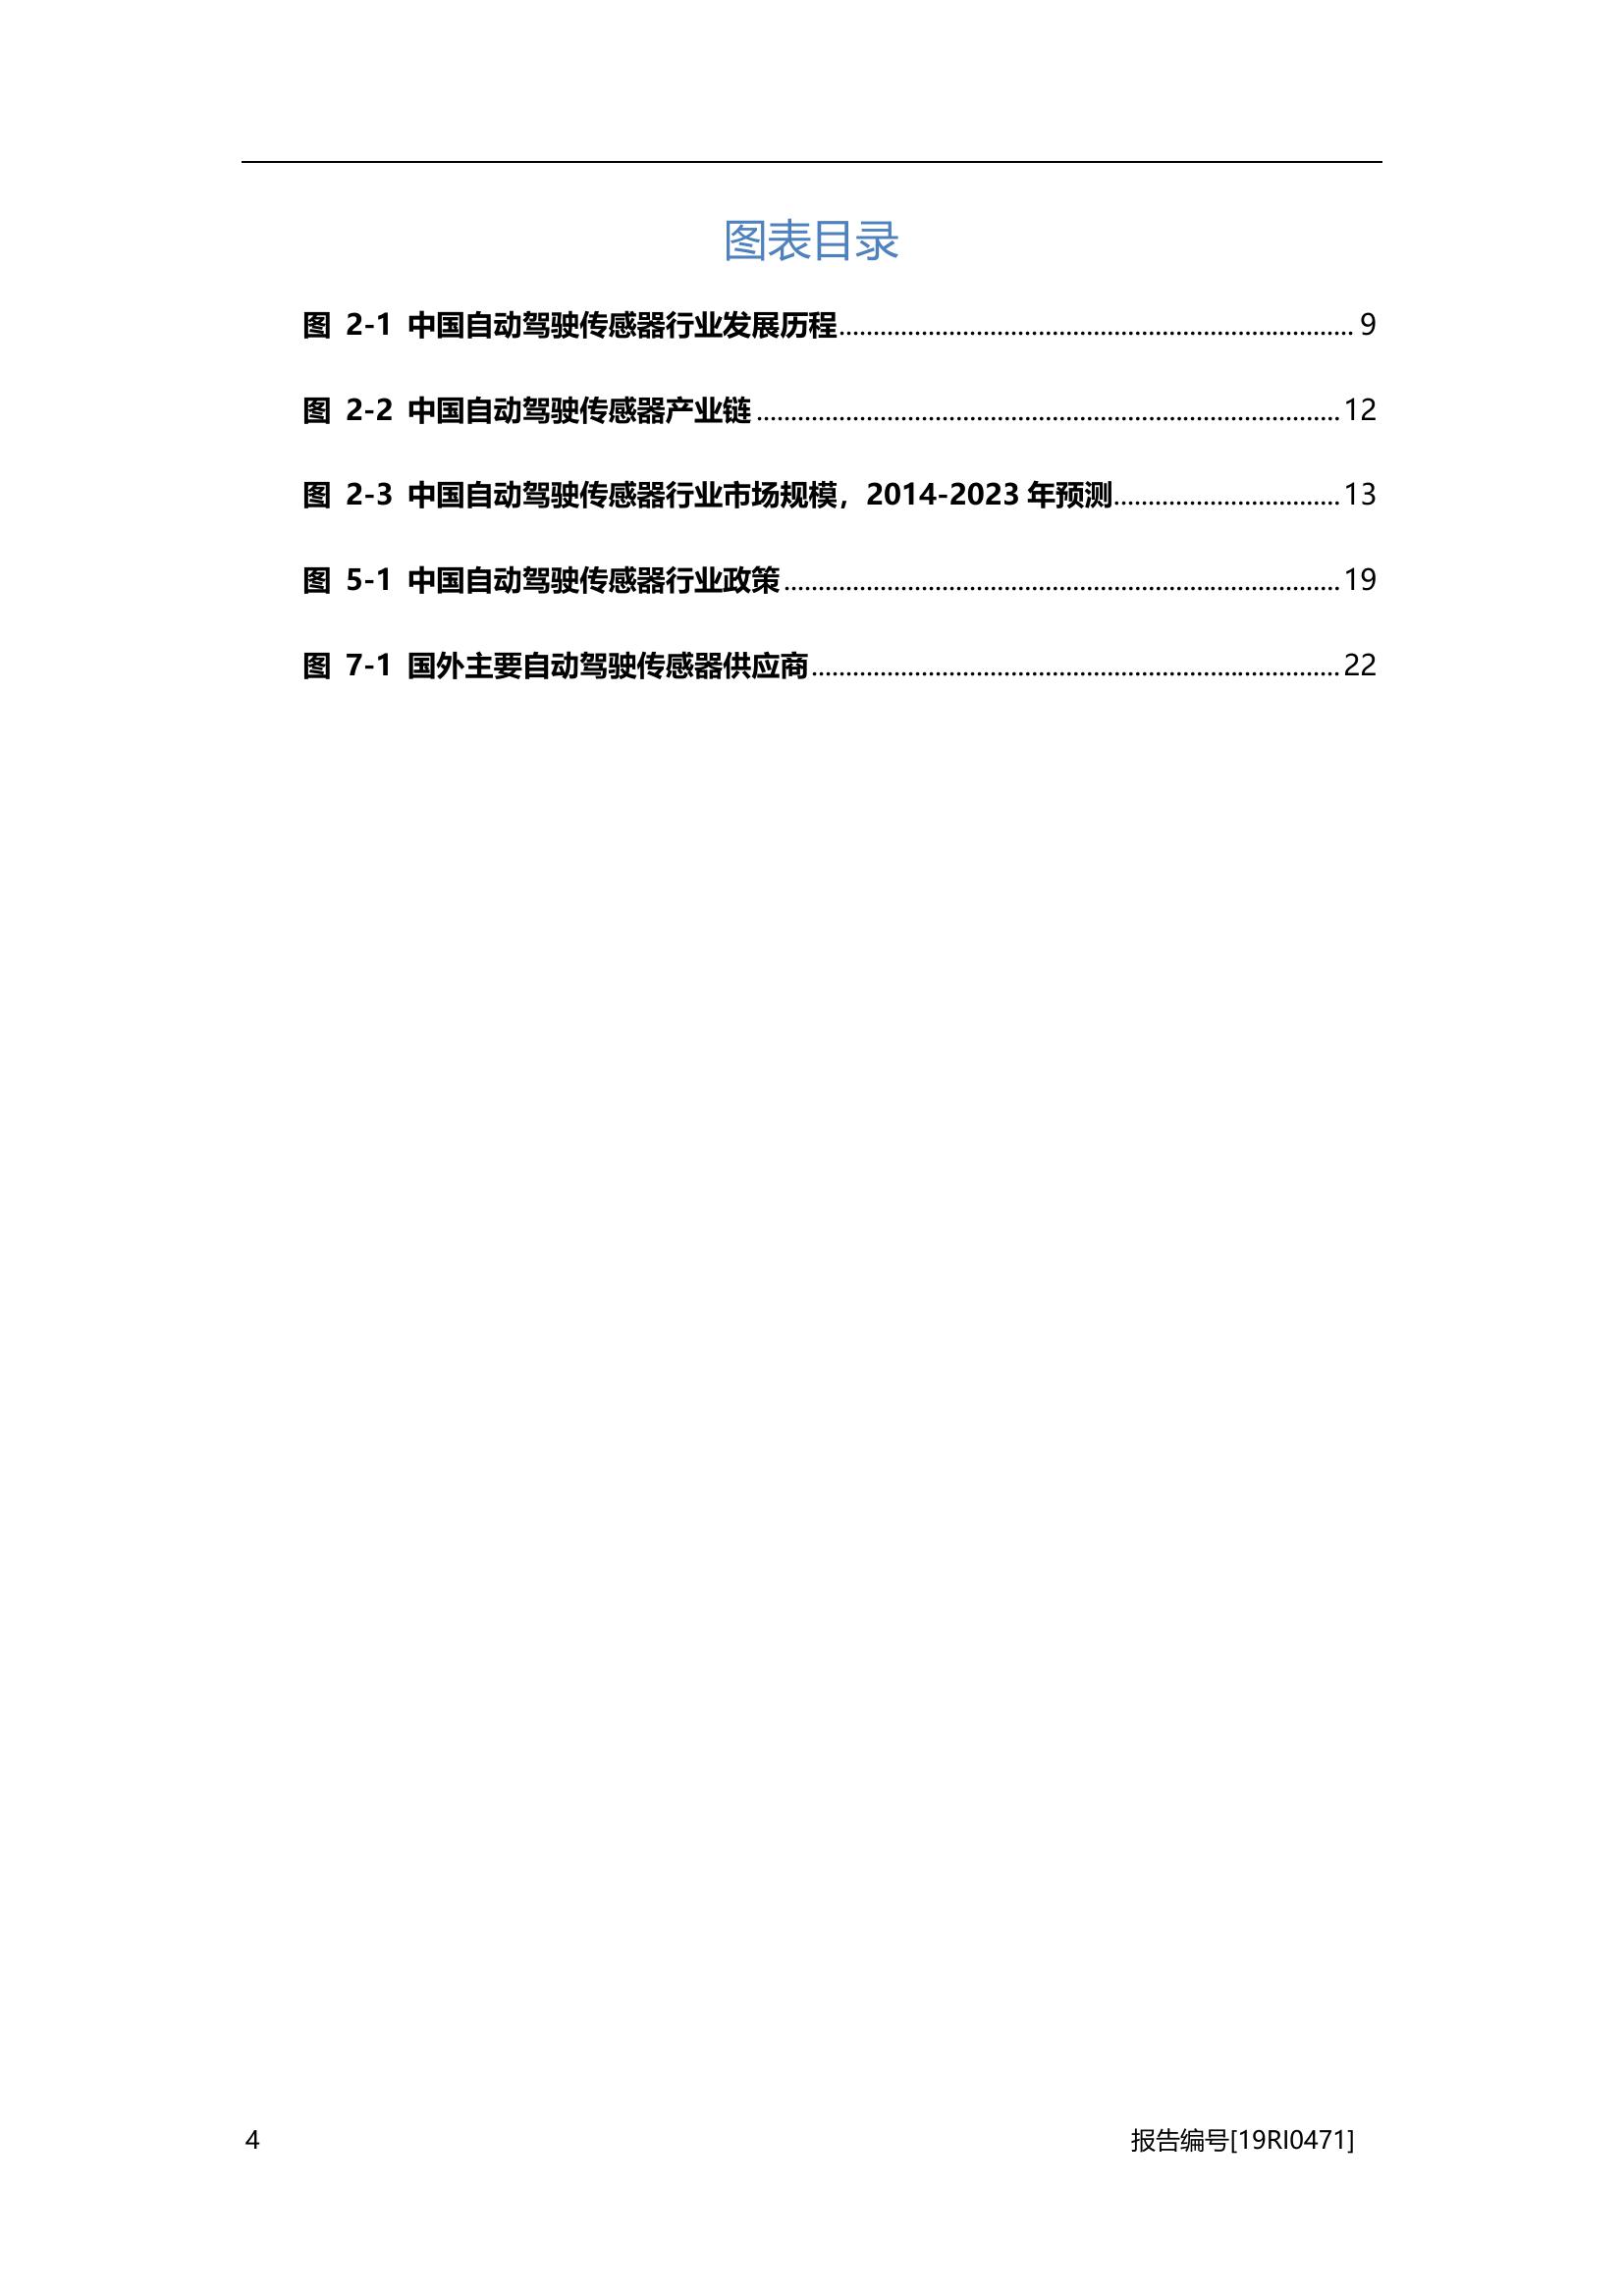 图表目录
图 2-1 中国自动驾驶传感器行业发展历程........................................................................... 9
图 2-2 中国自动驾驶传感器产业链.....................................................................................12
图 2-3 中国自动驾驶传感器行业市场规模，2014-2023 年预测.................................13
图 5-1 中国自动驾驶传感器行业政策.................................................................................19
图 7-1 国外主要自动驾驶传感器供应商.............................................................................22
4
报告编号[19RI0471]